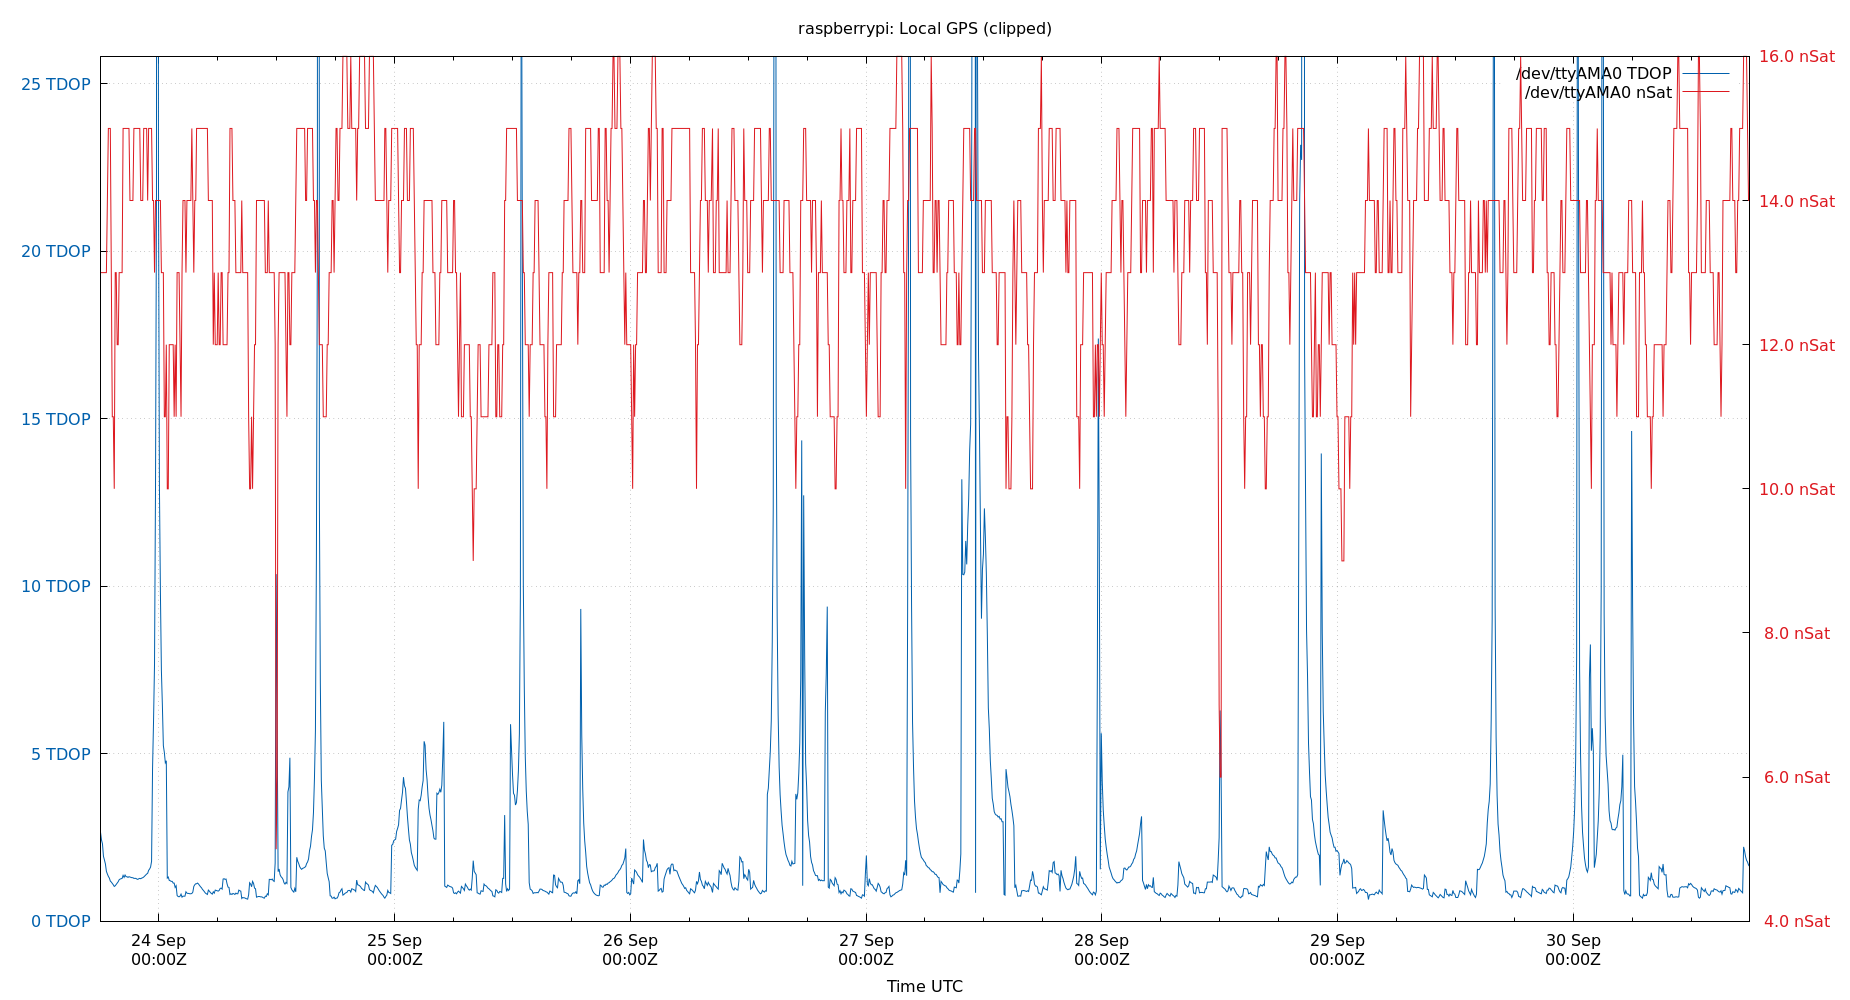 raspberrypi: Local GPS (clipped)
/dev/ttyAMA0 TDOP
/dev/ttyAMA0 nSat
25 TDOP
20 TDOP
15 TDOP
10 TDOP
5 TDOP
0 TDOP
16.0 nSat
14.0 nSat
12.0 nSat
10.0 nSat
8.0 nSat
6.0 nSat
4.0 nSat
24 Sep 25 Sep 26 Sep 27 Sep 28 Sep 29 Sep 30 Sep
00:00Z 00:00Z 00:00Z 00:00Z 00:00Z 00:00Z 00:00Z
Time UTC